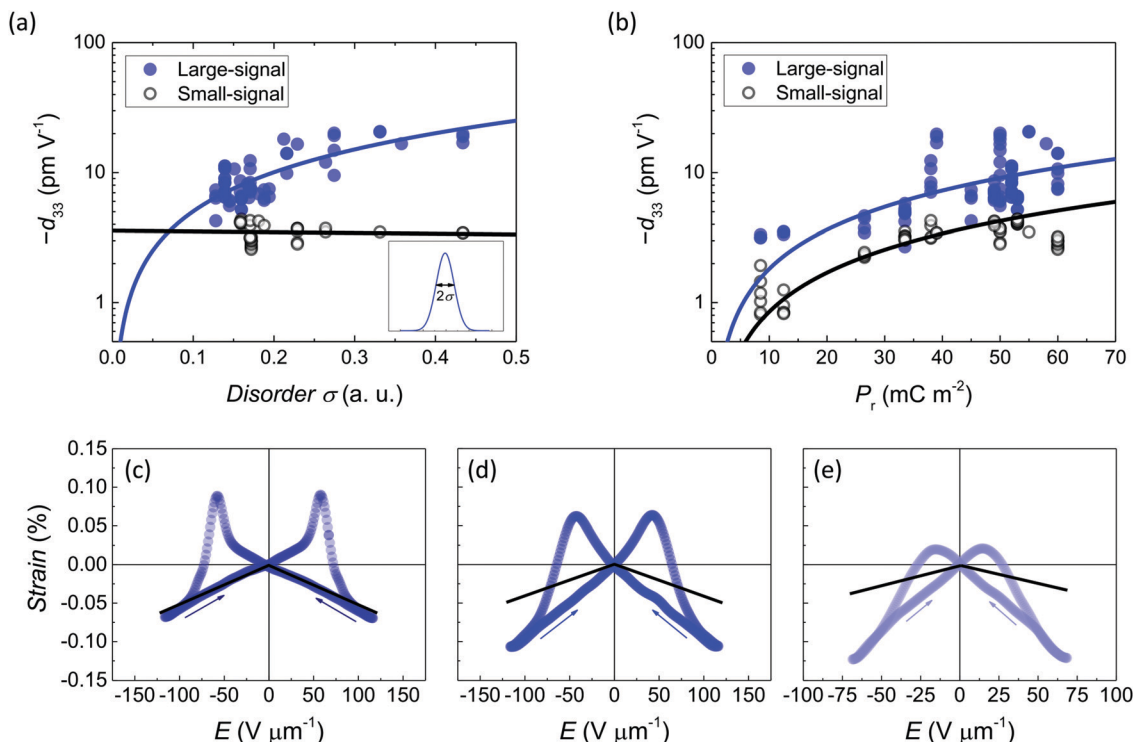 (a)
100
10
1
−d33 (pm V−1)
Large-signal
Small-signal
2σ
0.0 0.1 0.2 0.3 0.4 0.5
Disorder σ (a. u.)
(b)
100
10
1
−d33 (pm V−1)
Large-signal
Small-signal
0 10 20 30 40 50 60 70
Pr (mC m−2)
0.15
0.10
0.05
0.00
-0.05
-0.10
0.15
Strain (%)
(c)
-150 -100 -50 0 50 100 150
E (V μm−1)
(d)
-150 -100 -50 0 50 100 150
E (V μm−1)
(e)
-100 -75 -50 -25 0 25 50 75 100
E (V μm−1)